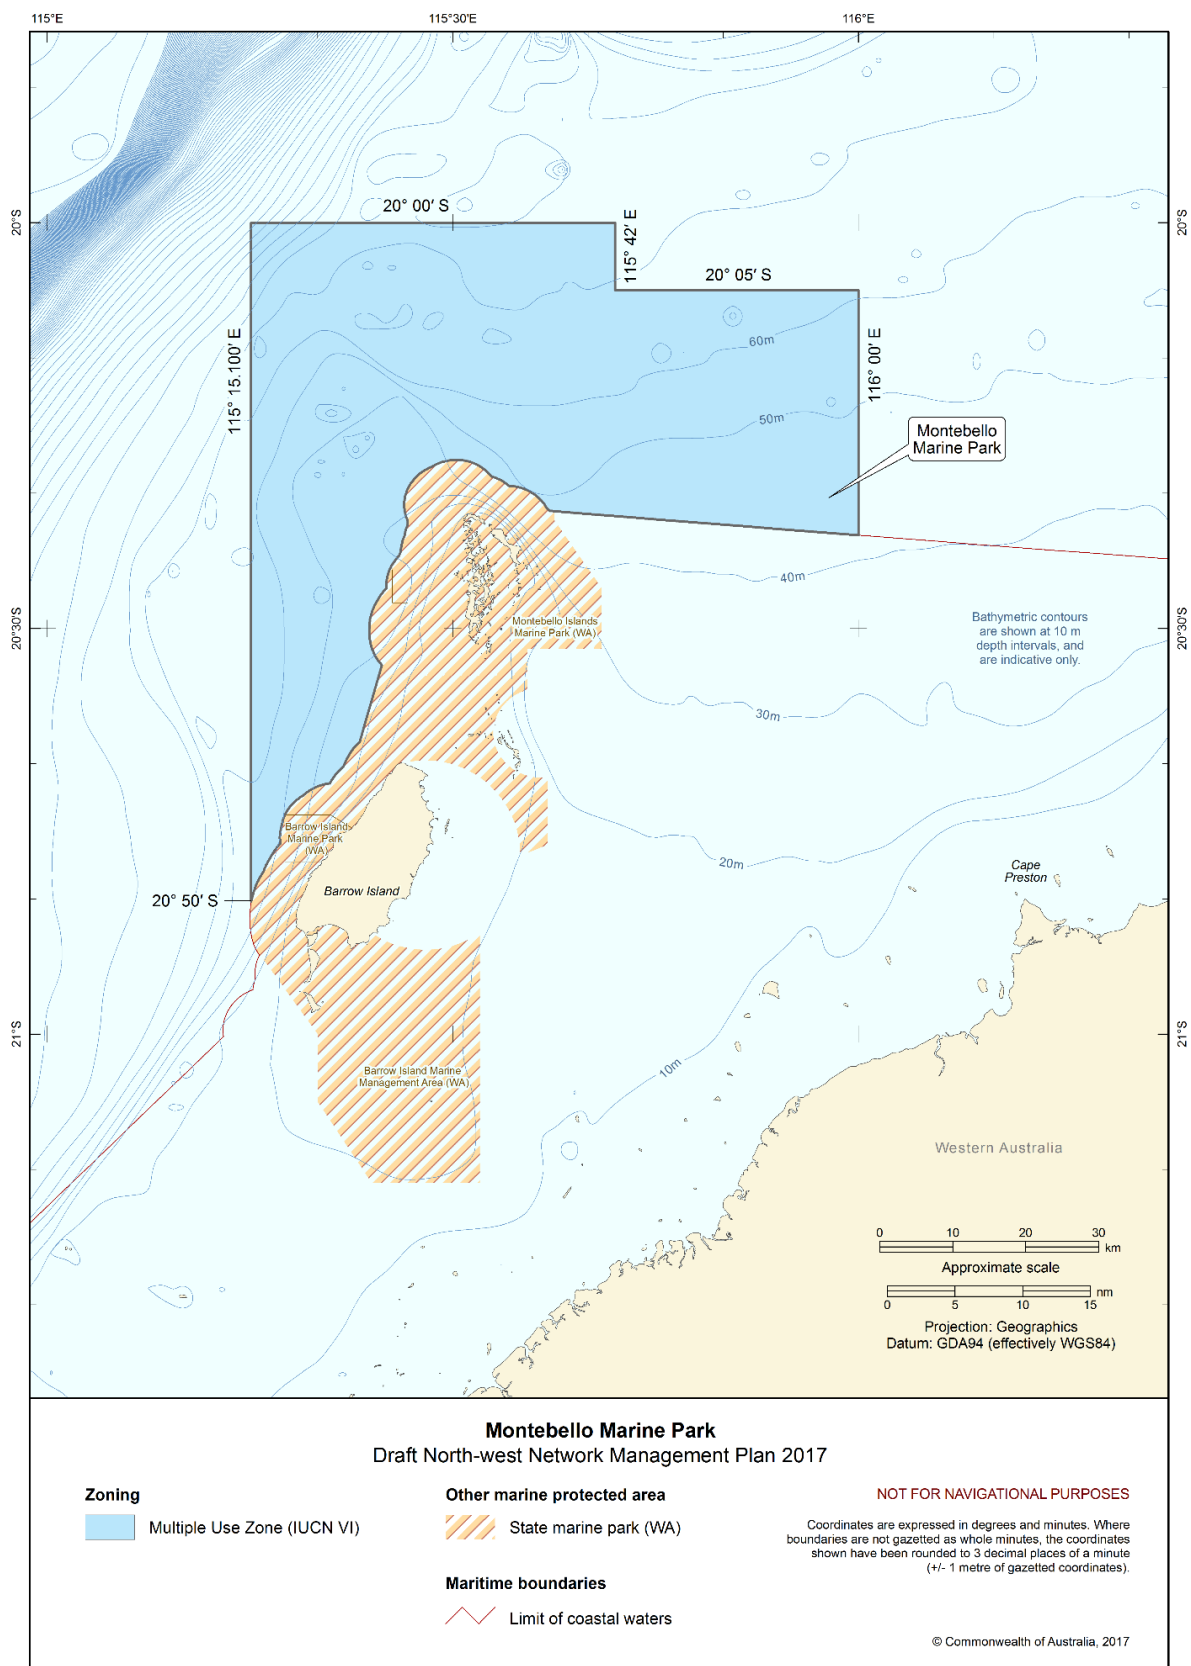 115°E
115°30'E
116°E
20°S
20°S
20° 00' S
115° 42' E
20° 05' S
115° 15.100' E
116° 00' E
60m
50m
Montebello
Marine Park
40m
Montebello Islands
Marine Park (WA)
20°30'S
20°30'S
Bathymetric contours
are shown at 10 m
depth intervals, and
are indicative only.
30m
Barrow Island
Marine Park
(WA)
20m
Cape
Preston
Barrow Island
20° 50' S
21°S
21°S
10m
Barrow Island Marine
Management Area (WA)
Western Australia
0 10 20 30
km
Approximate scale
nm
0 5 10 15
Projection: Geographics
Datum: GDA94 (effectively WGS84)
Montebello Marine Park
Draft North-west Network Management Plan 2017
Zoning
Multiple Use Zone (IUCN VI)
Other marine protected area
State marine park (WA)
Maritime boundaries
Limit of coastal waters
NOT FOR NAVIGATIONAL PURPOSES
Coordinates are expressed in degrees and minutes. Where
boundaries are not gazetted as whole minutes, the coordinates
shown have been rounded to 3 decimal places of a minute
(+/- 1 metre of gazetted coordinates).
© Commonwealth of Australia, 2017